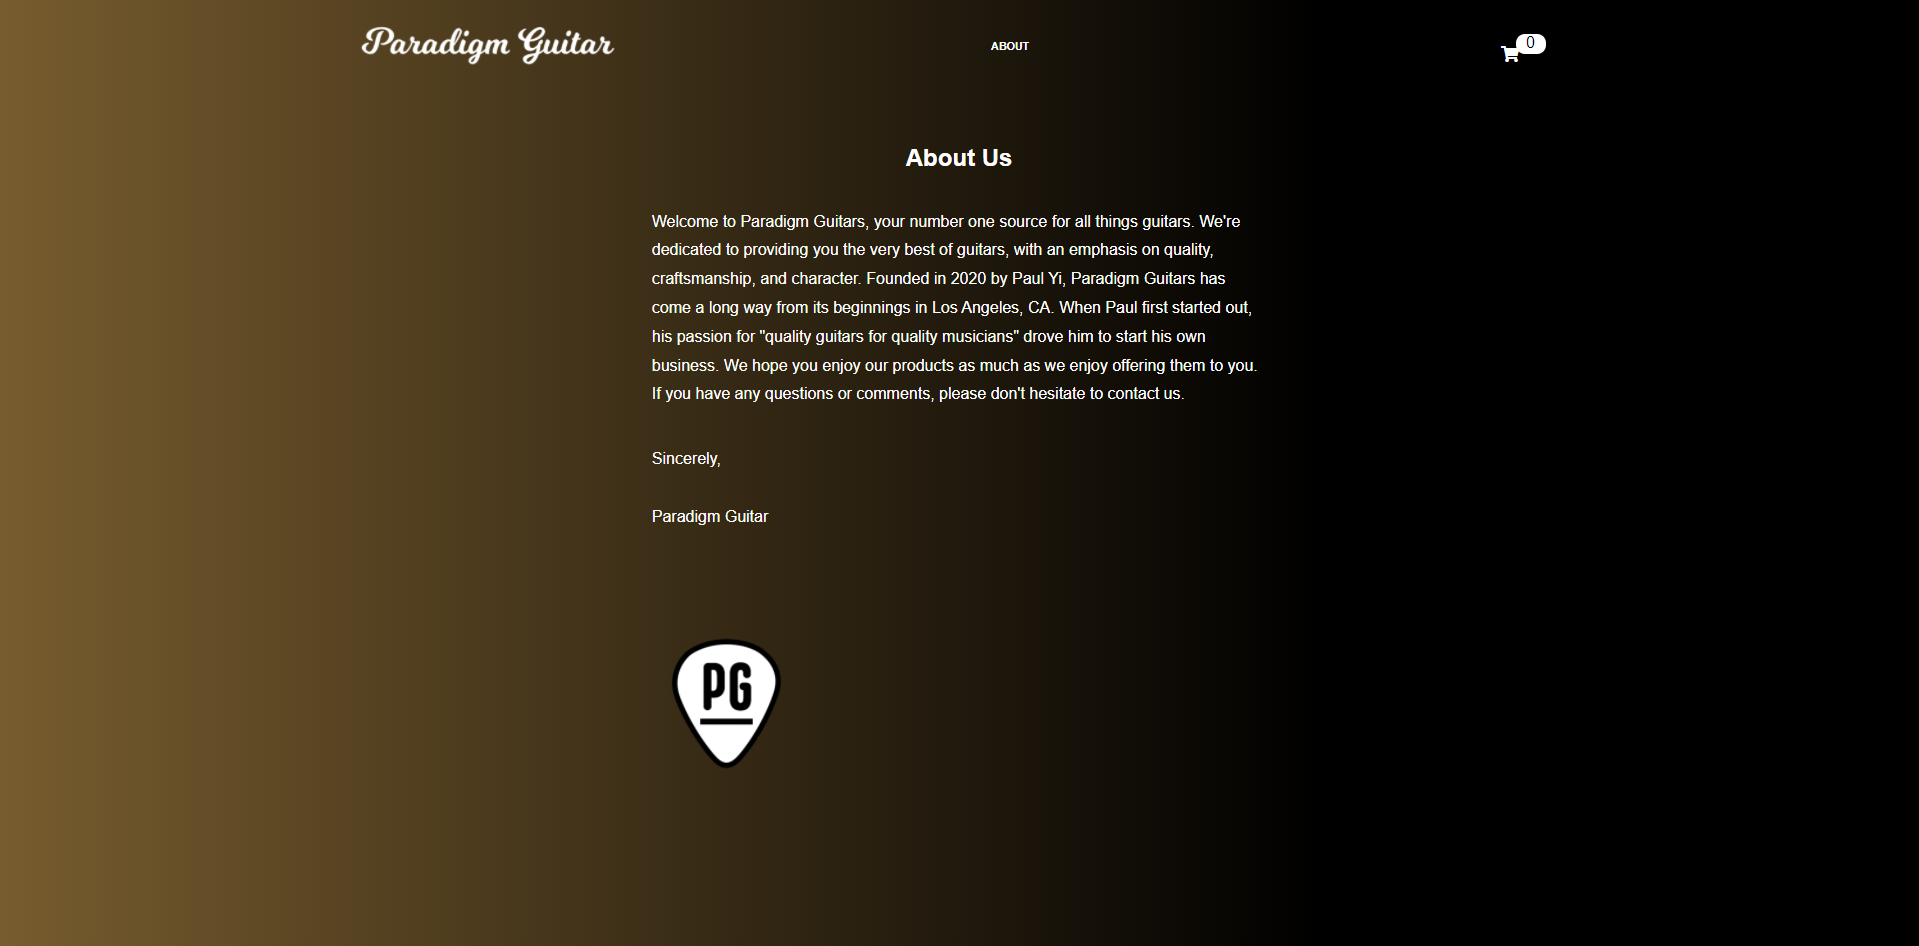 Paradigm Guitar
ABOUT
0
About Us
Welcome to Paradigm Guitars, your number one source for all things guitars. We're
dedicated to providing you the very best of guitars, with an emphasis on quality,
craftsmanship, and character. Founded in 2020 by Paul Yi, Paradigm Guitars has
come a long way from its beginnings in Los Angeles, CA. When Paul first started out,
his passion for "quality guitars for quality musicians" drove him to start his own
business. We hope you enjoy our products as much as we enjoy offering them to you.
If you have any questions or comments, please don't hesitate to contact us.
Sincerely,
Paradigm Guitar
PG